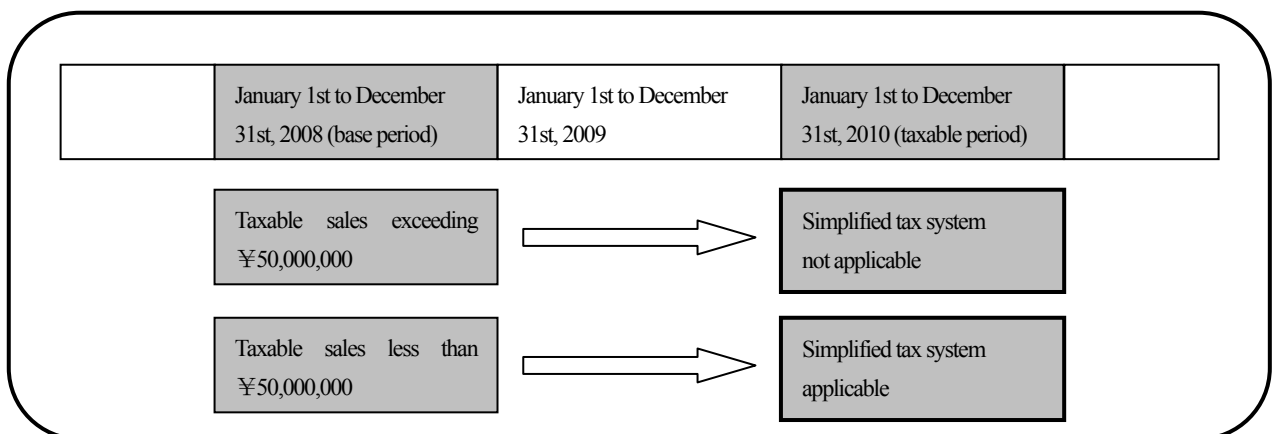 January 1st to December
31st, 2008 (base period)
January 1st to December
31st, 2009
January 1st to December
31st, 2010 (taxable period)
Taxable sales exceeding
￥50,000,000
Simplified tax system
not applicable
Taxable sales less than
￥50,000,000
Simplified tax system
applicable